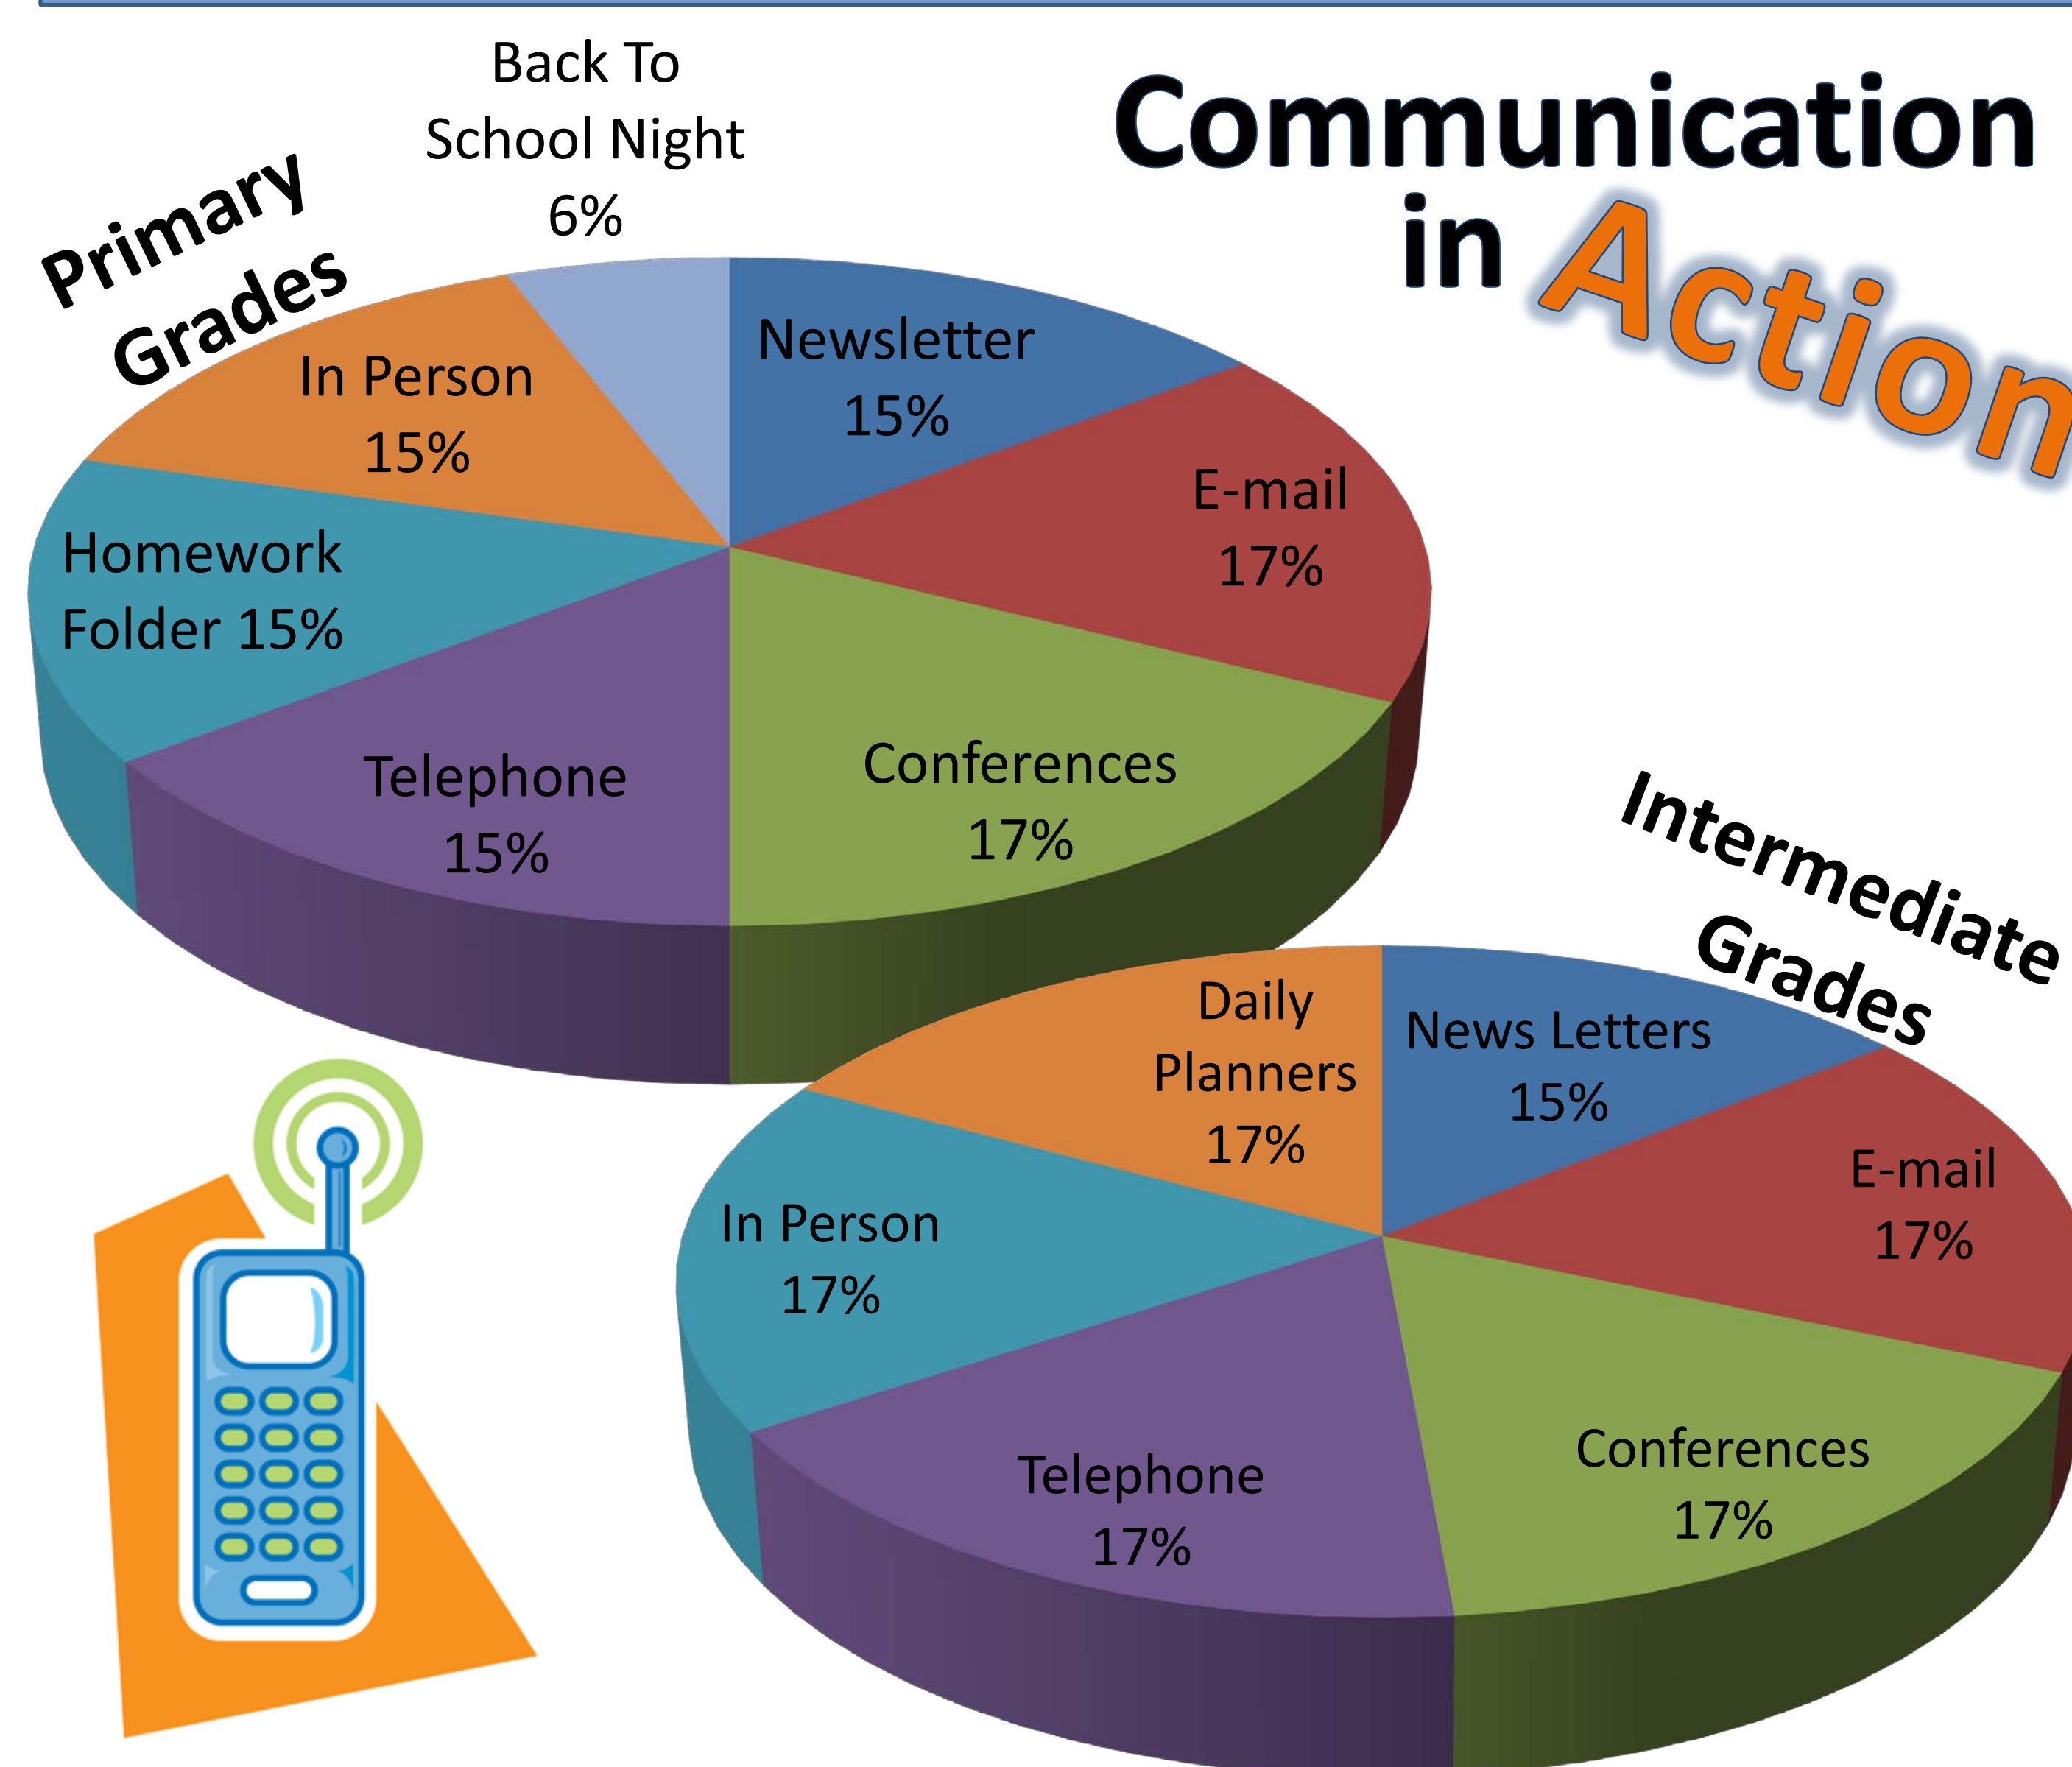 Communication
in Action
Primary
Grades
Back To
School Night
6%
Newsletter
15%
E-mail
17%
Conferences
17%
Telephone
15%
Homework
Folder 15%
In Person
15%
Intermediate
Grades
News Letters
15%
E-mail
17%
Conferences
17%
Telephone
17%
In Person
17%
Daily
Planners
17%